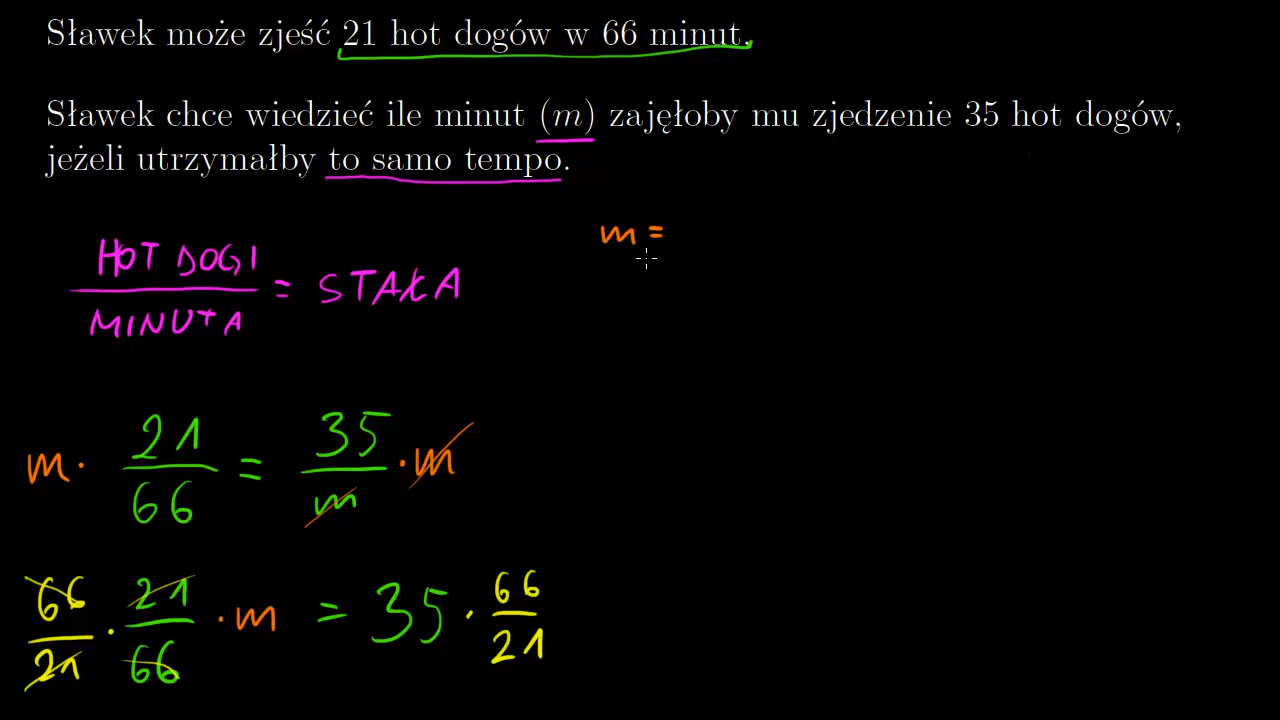 Sławek może zjeść 21 hot dogów w 66 minut.
Sławek chce wiedzieć ile minut (m) zajęłoby mu zjedzenie 35 hot dogów,
jeżeli utrzymałby to samo tempo.
m =
HOT DOGI
MINUTA
= STAŁA
m · 21/66 = 35/m · m
66/21 · 21/66 · m = 35 · 66/21